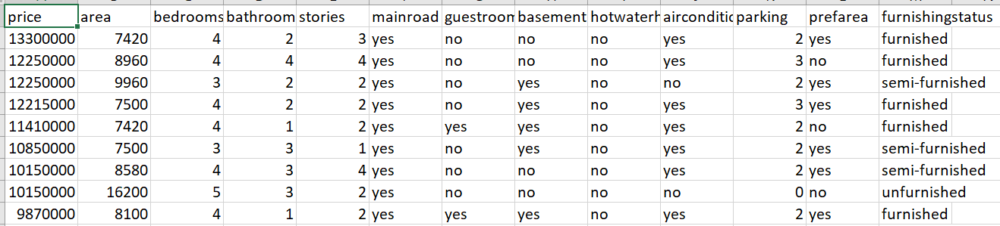 price area bedrooms bathroom stories mainroad guestroon basement hotwaterh airconditic parking prefarea furnishingstatus
13300000 7420 4 2 3 yes no no no yes 2 yes furnished
12250000 8960 4 4 4 yes no no no yes 3 no furnished
12250000 9960 3 2 2 yes no yes no no 2 yes semi-furnished
12215000 7500 4 2 2 yes no yes no yes 3 yes furnished
11410000 7420 4 1 2 yes yes yes no yes 2 no furnished
10850000 7500 3 3 1 yes no yes no yes 2 yes semi-furnished
10150000 8580 4 3 4 yes no no no yes 2 yes semi-furnished
10150000 16200 5 3 2 yes no no no no 0 no unfurnished
9870000 8100 4 1 2 yes yes yes no yes 2 yes furnished